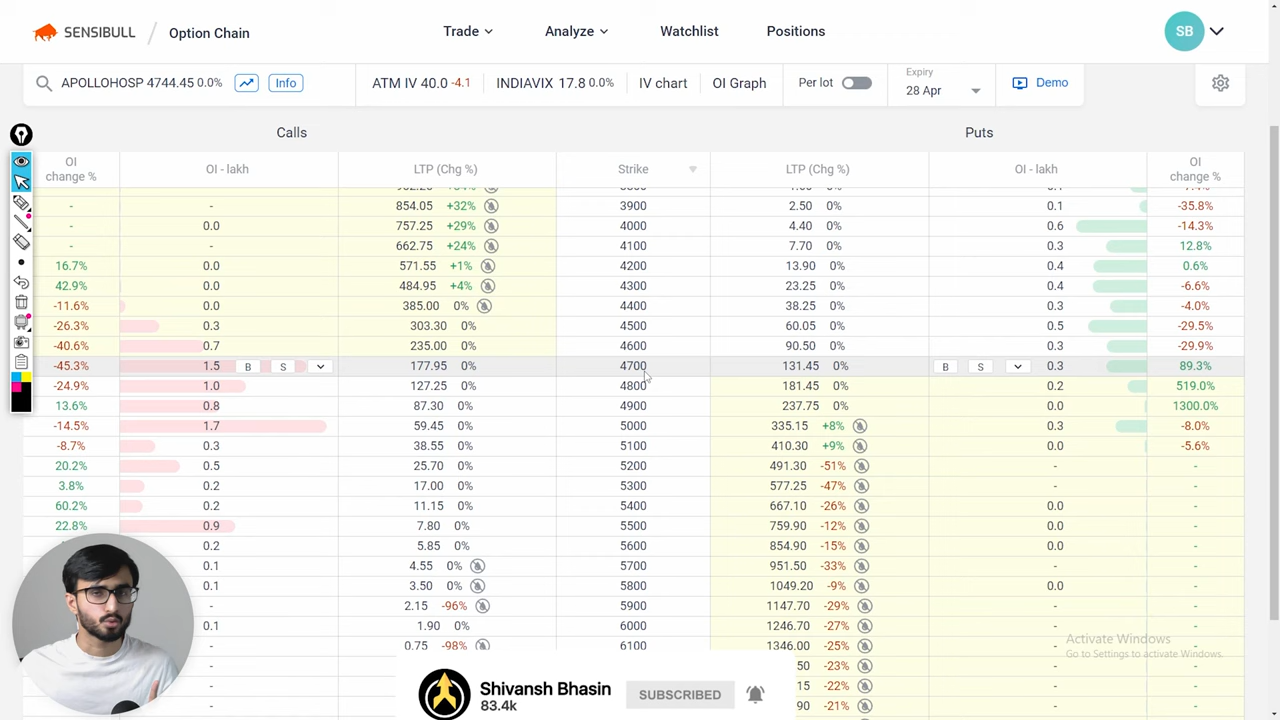 SENSIBULL / Option Chain Trade Analyze Watchlist Positions SB
APOLLOHOSP 4744.45 0.0% Info ATM IV 40.0 -4.1 INDIAVIX 17.8 0.0% IV chart OI Graph Per lot Expiry 28 Apr Demo
Calls Puts
OI change % OI - lakh LTP (Chg %) Strike LTP (Chg %) OI - lakh OI change %
- - 854.05 +32% 3900 2.50 0% 0.1 -35.8%
- 0.0 757.25 +29% 4000 4.40 0% 0.6 -14.3%
- - 662.75 +24% 4100 7.70 0% 0.3 12.8%
16.7% 0.0 571.55 +1% 4200 13.90 0% 0.4 0.6%
42.9% 0.0 484.95 +4% 4300 23.25 0% 0.4 -6.6%
-11.6% 0.0 385.00 0% 4400 38.25 0% 0.3 -4.0%
-26.3% 0.3 303.30 0% 4500 60.05 0% 0.5 -29.5%
-40.6% 0.7 235.00 0% 4600 90.50 0% 0.3 -29.9%
-45.3% 1.5 B S 177.95 0% 4700 131.45 0% B S 0.3 89.3%
-24.9% 1.0 127.25 0% 4800 181.45 0% 0.2 519.0%
13.6% 0.8 87.30 0% 4900 237.75 0% 0.0 1300.0%
-14.5% 1.7 59.45 0% 5000 335.15 +8% 0.3 -8.0%
-8.7% 0.3 38.55 0% 5100 410.30 +9% 0.0 -5.6%
20.2% 0.5 25.70 0% 5200 491.30 -51% - -
3.8% 0.2 17.00 0% 5300 577.25 -47% - -
60.2% 0.2 11.15 0% 5400 667.10 -26% 0.0 -
22.8% 0.9 7.80 0% 5500 759.90 -12% 0.0 -
0.2 5.85 0% 5600 854.90 -15% 0.0 -
0.1 4.55 0% 5700 951.50 -33% - -
0.1 3.50 0% 5800 1049.20 -9% 0.0 -
- 2.15 -96% 5900 1147.70 -29% - -
0.1 1.90 0% 6000 1246.70 -27% - -
- 0.75 -98% 6100 1346.00 -25% - -
- 50 -23% - -
- 15 -22% - -
- 90 -21% - -
Activate Windows
Go to Settings to activate Windows.
Shivansh Bhasin
83.4k
SUBSCRIBED